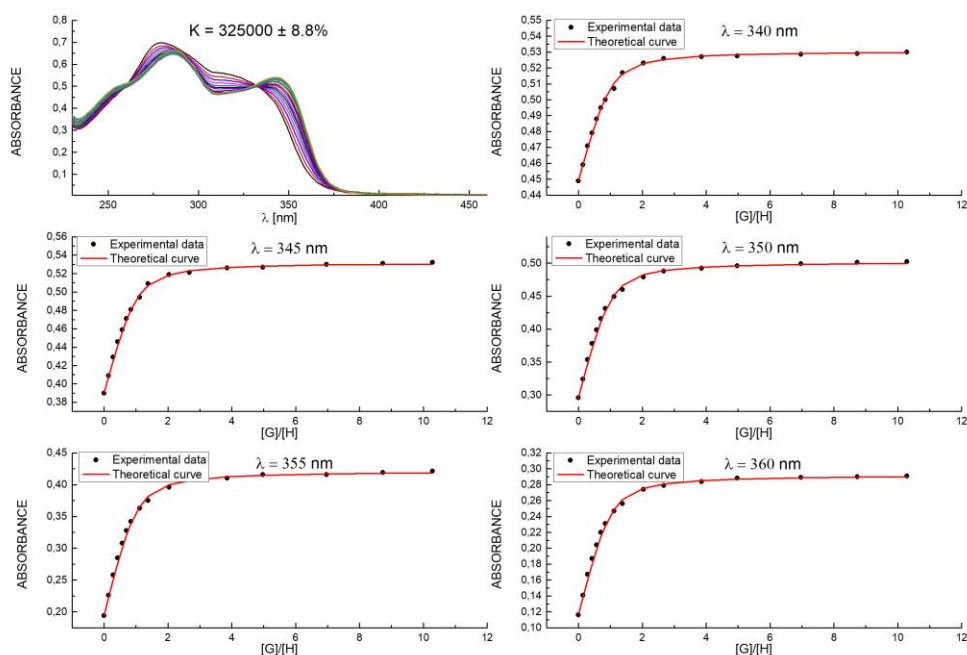 K = 325000 ± 8.8%
ABSORBANCE
0,8
0,7
0,6
0,5
0,4
0,3
0,2
0,1
250 300 350 400 450
λ [nm]
Experimental data
Theoretical curve
λ = 340 nm
ABSORBANCE
0,55
0,54
0,53
0,52
0,51
0,50
0,49
0,48
0,47
0,46
0,45
0,44
0 2 4 6 8 10 12
[G]/[H]
Experimental data
Theoretical curve
λ = 345 nm
ABSORBANCE
0,56
0,54
0,52
0,50
0,48
0,46
0,44
0,42
0,40
0,38
0 2 4 6 8 10 12
[G]/[H]
Experimental data
Theoretical curve
λ = 350 nm
ABSORBANCE
0,50
0,45
0,40
0,35
0,30
0 2 4 6 8 10 12
[G]/[H]
Experimental data
Theoretical curve
λ = 355 nm
ABSORBANCE
0,45
0,40
0,35
0,30
0,25
0,20
0 2 4 6 8 10 12
[G]/[H]
Experimental data
Theoretical curve
λ = 360 nm
ABSORBANCE
0,32
0,30
0,28
0,26
0,24
0,22
0,20
0,18
0,16
0,14
0,12
0,10
0 2 4 6 8 10 12
[G]/[H]